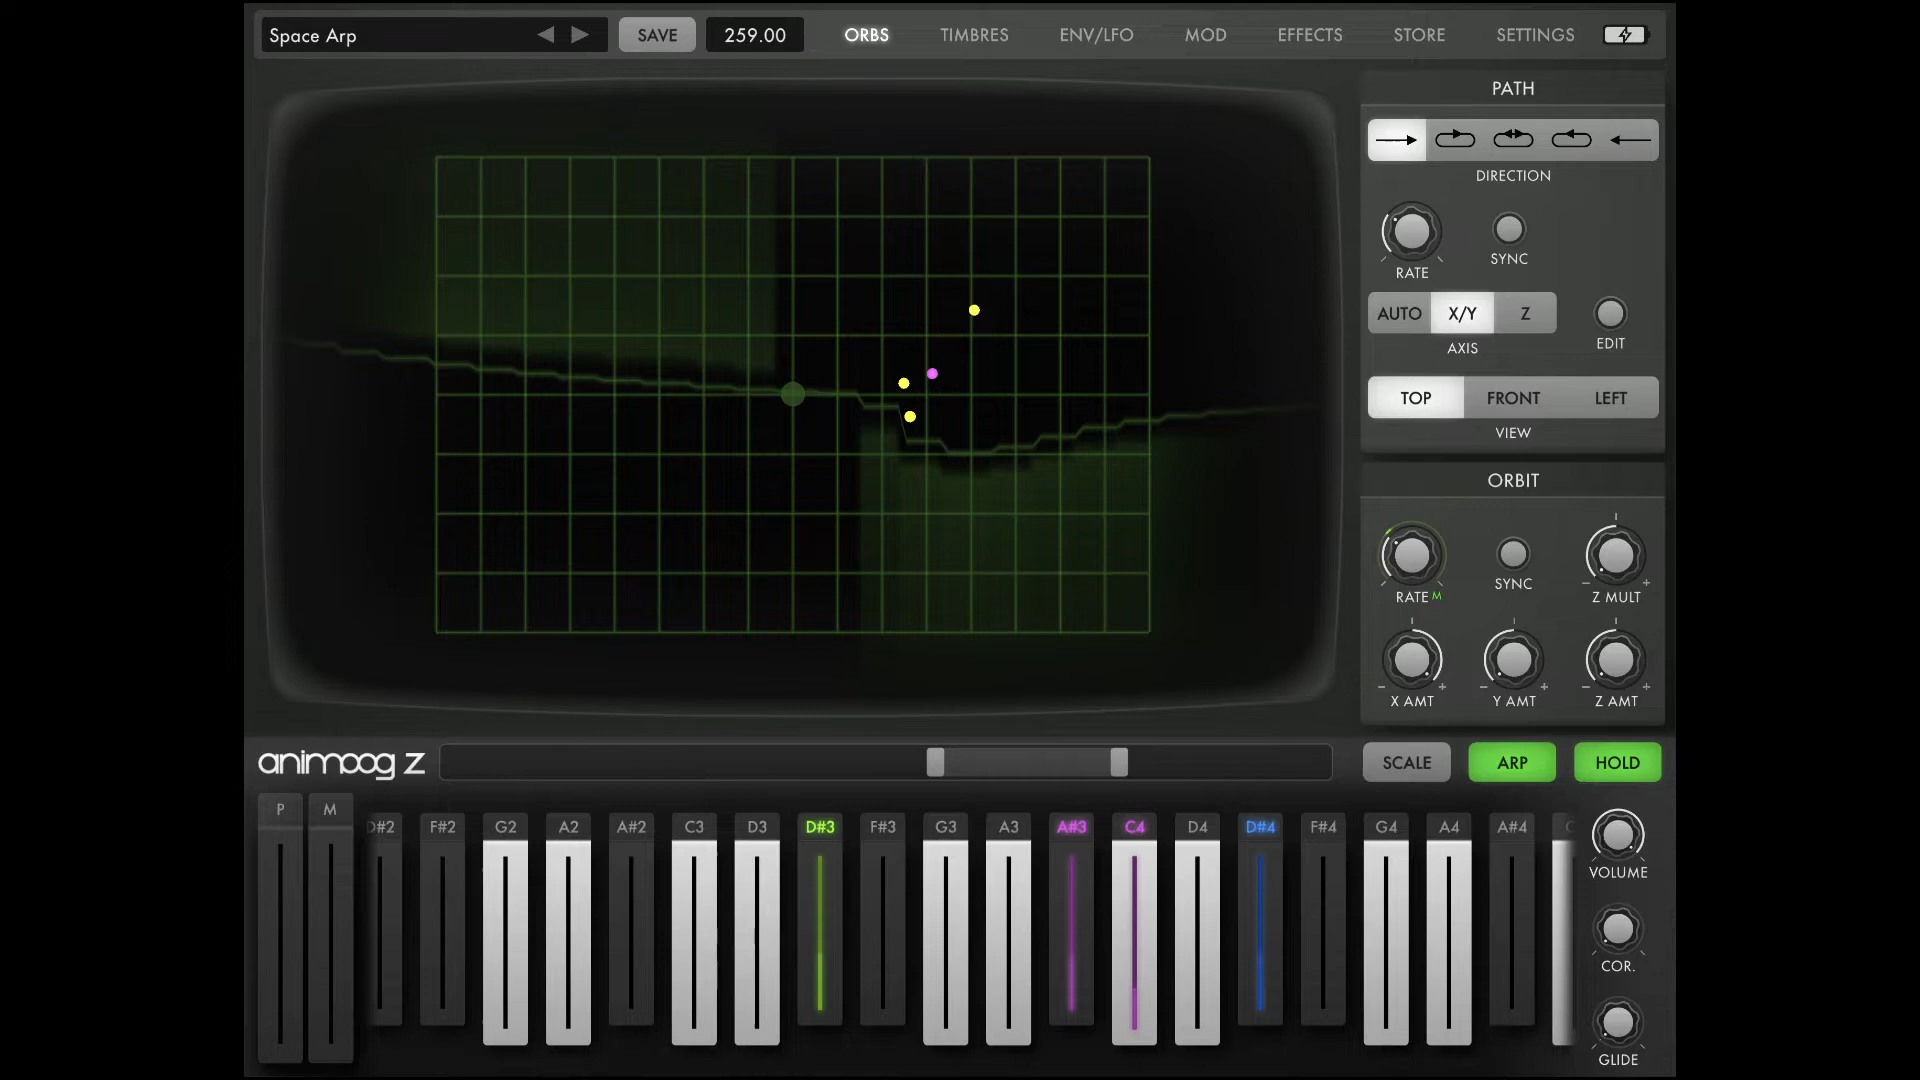 Space Arp
SAVE
259.00
ORBS
TIMBRES
ENV/LFO
MOD
EFFECTS
STORE
SETTINGS
PATH
DIRECTION
RATE
SYNC
AUTO
X/Y
Z
AXIS
EDIT
TOP
FRONT
LEFT
VIEW
ORBIT
RATE M
SYNC
Z MULT
X AMT
Y AMT
Z AMT
animoog Z
SCALE
ARP
HOLD
P
M
D#2
F#2
G2
A2
A#2
C3
D3
D#3
F#3
G3
A3
A#3
C4
D4
D#4
F#4
G4
A4
A#4
VOLUME
COR.
GLIDE